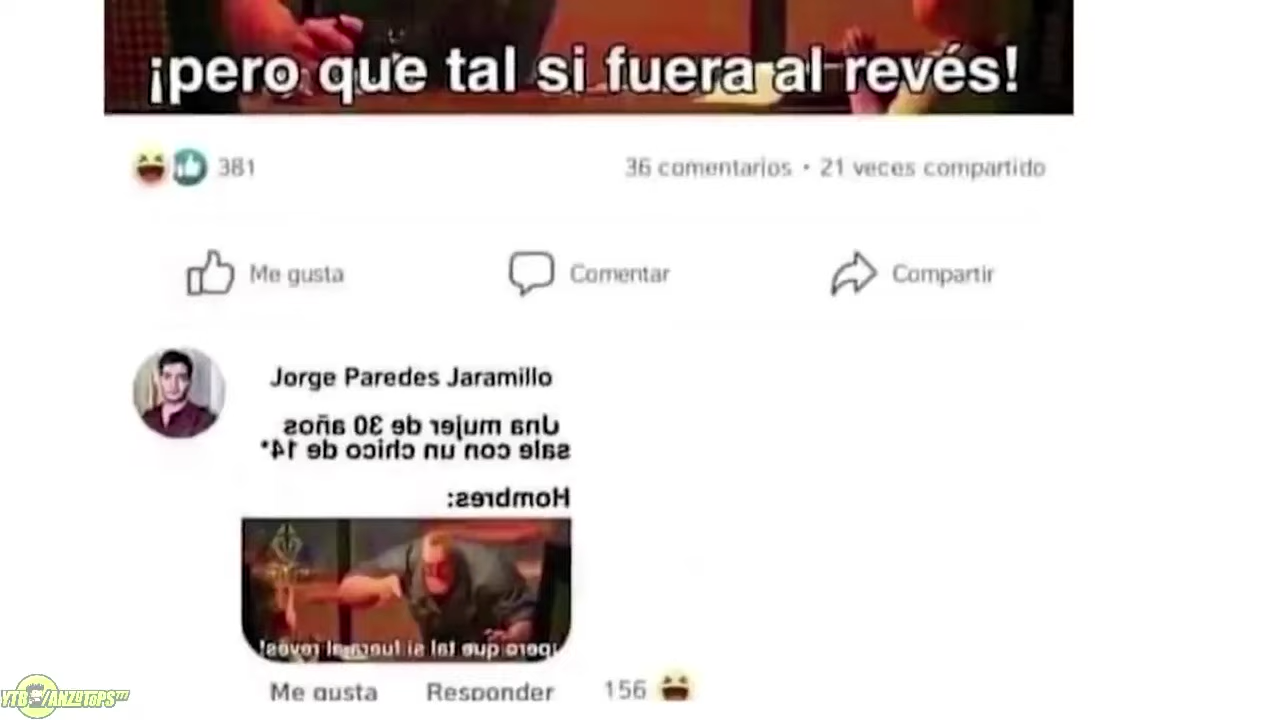 ¡pero que tal si fuera al revés!
381
36 comentarios • 21 veces compartido
Me gusta
Comentar
Compartir
Jorge Paredes Jaramillo
Una mujer de 30 años
sale con un chico de 14*
Hombres:
¡pero que tal si fuera al revés!
Me gusta
Responder
156